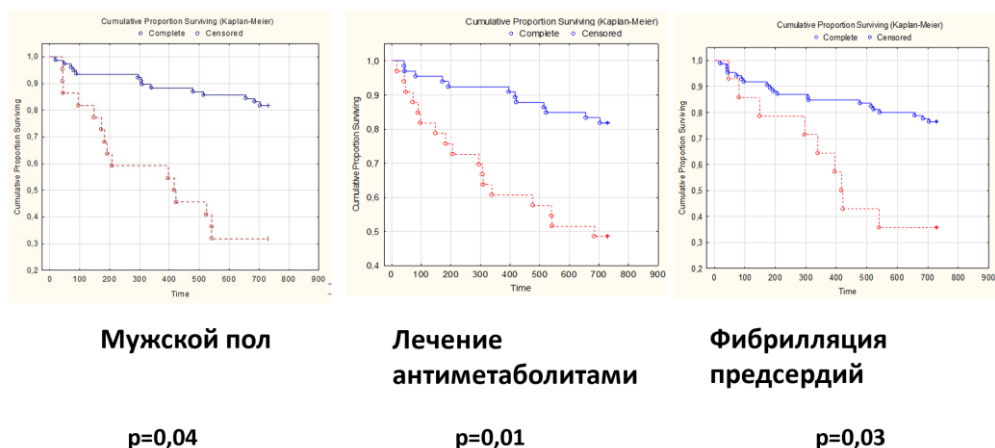 Cumulative Proportion Surviving (Kaplan-Meier)
Complete Censored
Cumulative Proportion Surviving
1,0
0,9
0,8
0,7
0,6
0,5
0,4
0,3
0,2
0 100 200 300 400 500 600 700 800 900
Time
Cumulative Proportion Surviving (Kaplan-Meier)
Complete Censored
Cumulative Proportion Surviving
1,0
0,9
0,8
0,7
0,6
0,5
0,4
0 100 200 300 400 500 600 700 800 900
Time
Cumulative Proportion Surviving (Kaplan-Meier)
Complete Censored
Cumulative Proportion Surviving
1,0
0,9
0,8
0,7
0,6
0,5
0,4
0,3
0,2
0 100 200 300 400 500 600 700 800 900
Time
Мужской пол
Лечение
антиметаболитами
Фибрилляция
предсердий
p=0,04
p=0,01
p=0,03